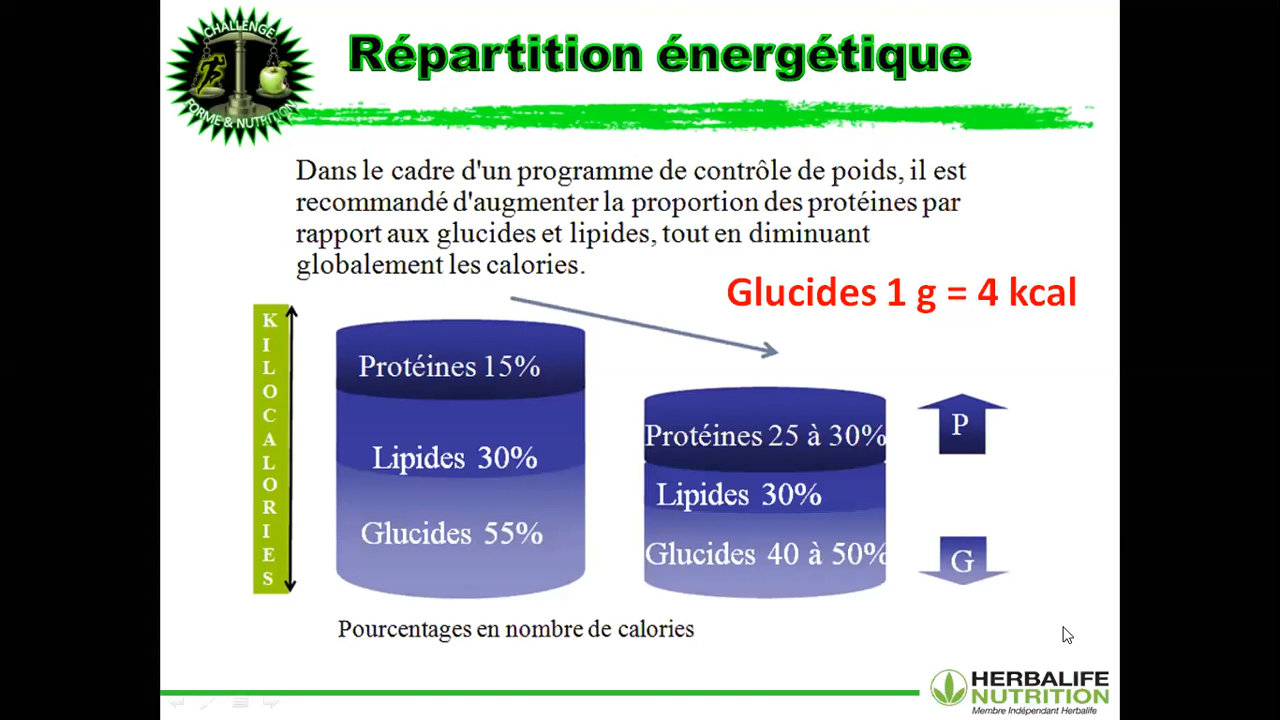 CHALLENGE
FORME & NUTRITION
Répartition énergétique
Dans le cadre d'un programme de contrôle de poids, il est
recommandé d'augmenter la proportion des protéines par
rapport aux glucides et lipides, tout en diminuant
globalement les calories.
Glucides 1 g = 4 kcal
KILOCALORIES
Protéines 15%
Lipides 30%
Glucides 55%
Protéines 25 à 30%
Lipides 30%
Glucides 40 à 50%
P
G
Pourcentages en nombre de calories
HERBALIFE
NUTRITION
Membre Indépendant Herbalife